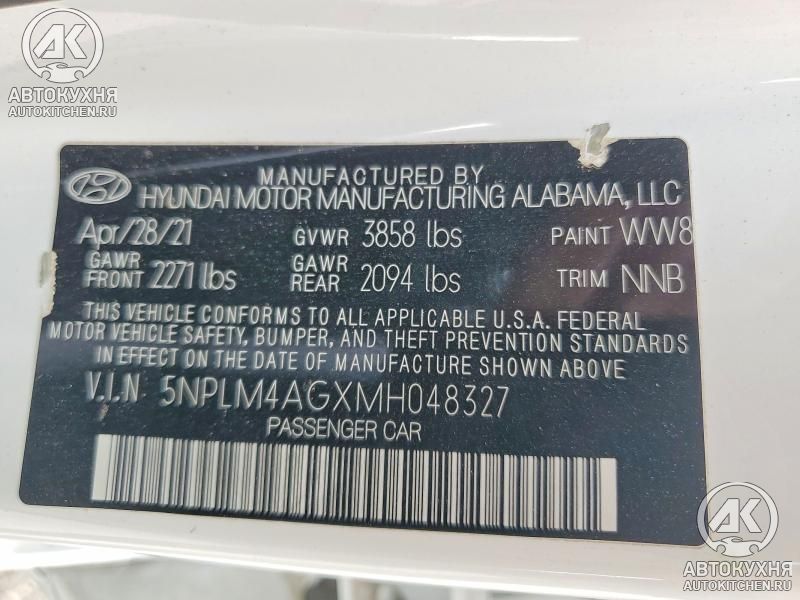 АК
АВТОКУХНЯ
AUTOKITCHEN.RU
MANUFACTURED BY
HYUNDAI MOTOR MANUFACTURING ALABAMA, LLC
Apr/28/21 GVWR 3858 lbs PAINT WW8
GAWR FRONT 2271 lbs GAWR REAR 2094 lbs TRIM NNB
THIS VEHICLE CONFORMS TO ALL APPLICABLE U.S.A. FEDERAL
MOTOR VEHICLE SAFETY, BUMPER, AND THEFT PREVENTION STANDARDS
IN EFFECT ON THE DATE OF MANUFACTURE SHOWN ABOVE.
V.I.N 5NPLM4AGXMH048327
PASSENGER CAR
АК
АВТОКУХНЯ
AUTOKITCHEN.RU